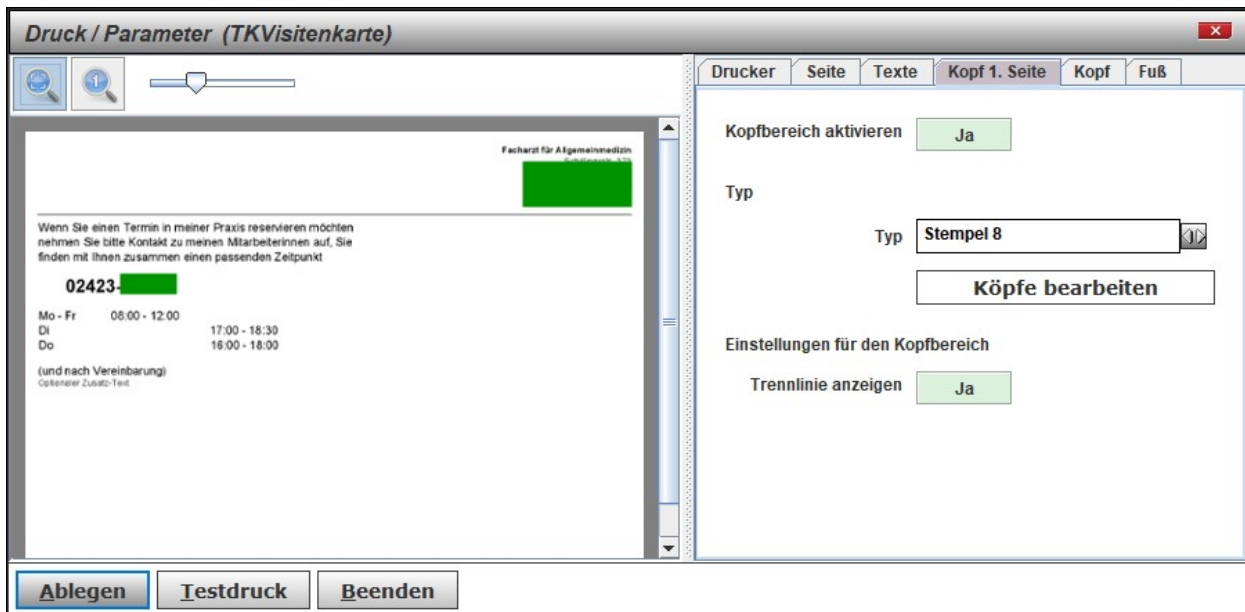 Druck / Parameter (TKVisitenkarte)
Drucker Seite Texte Kopf 1. Seite Kopf Fuß
1
Facharzt für Allgemeinmedizin
Kopfbereich aktivieren Ja
Typ
Typ Stempel 8
Köpfe bearbeiten
Einstellungen für den Kopfbereich
Trennlinie anzeigen Ja
Wenn Sie einen Termin in meiner Praxis reservieren möchten
nehmen Sie bitte Kontakt zu meinen Mitarbeiterinnen auf, Sie
finden mit Ihnen zusammen einen passenden Zeitpunkt
02423-
Mo - Fr 08:00 - 12:00
Di 17:00 - 18:30
Do 16:00 - 18:00
(und nach Vereinbarung)
Optionaler Zusatz-Text
Ablegen Testdruck Beenden